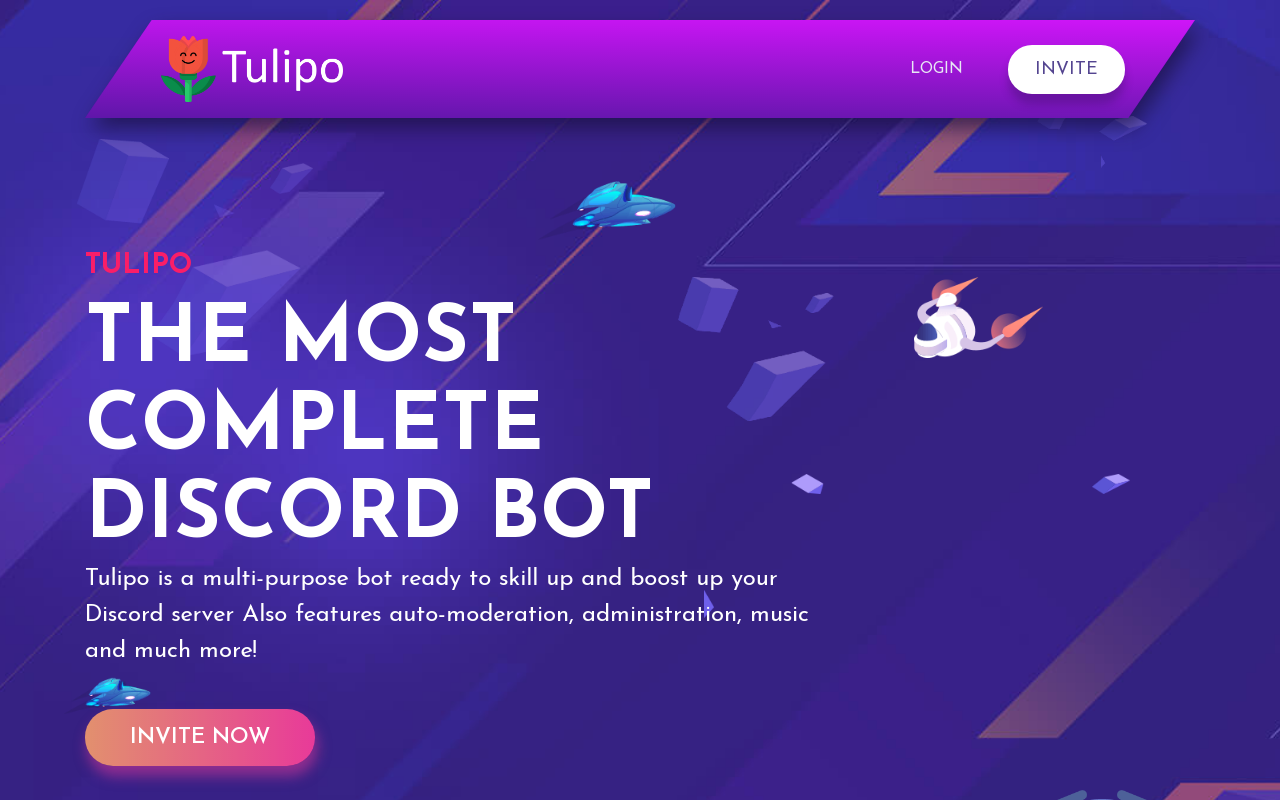 Tulipo
LOGIN
INVITE
TULIPO
THE MOST
COMPLETE
DISCORD BOT
Tulipo is a multi-purpose bot ready to skill up and boost up your
Discord server Also features auto-moderation, administration, music
and much more!
INVITE NOW